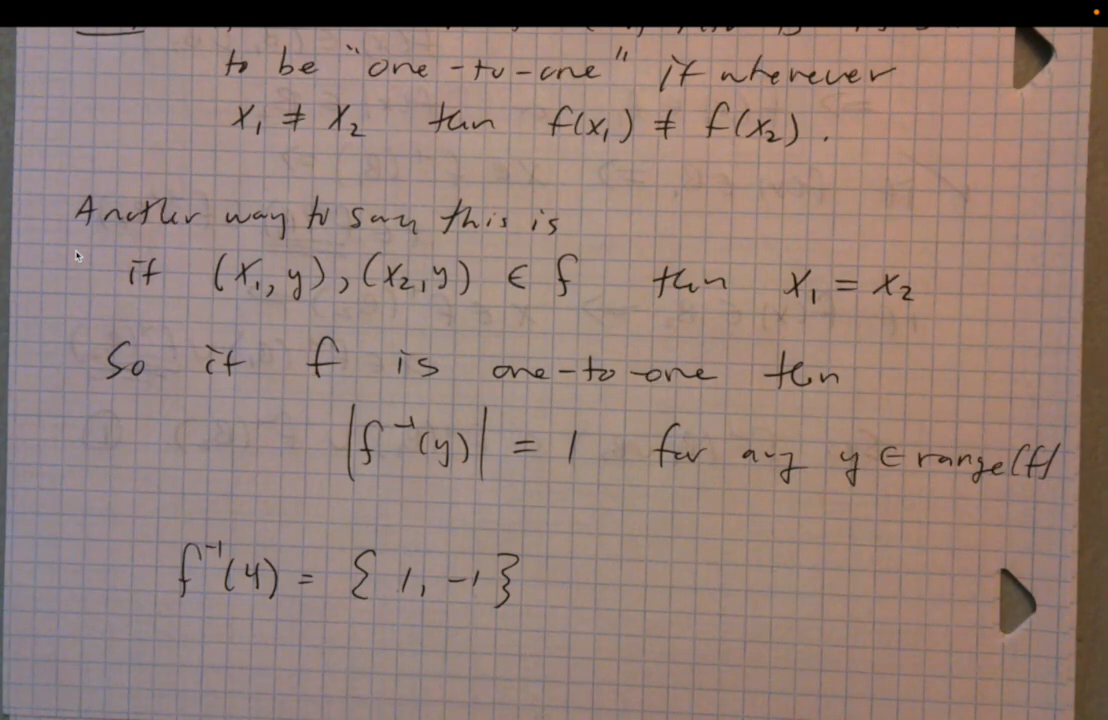 to be "one-to-one" if whenever
x₁ ≠ x₂ then f(x₁) ≠ f(x₂).
Another way to say this is
if (x₁, y), (x₂, y) ∈ f then x₁ = x₂
So if f is one-to-one then
|f⁻¹(y)| = 1 for any y ∈ range(f)
f⁻¹(4) = { 1, -1 }